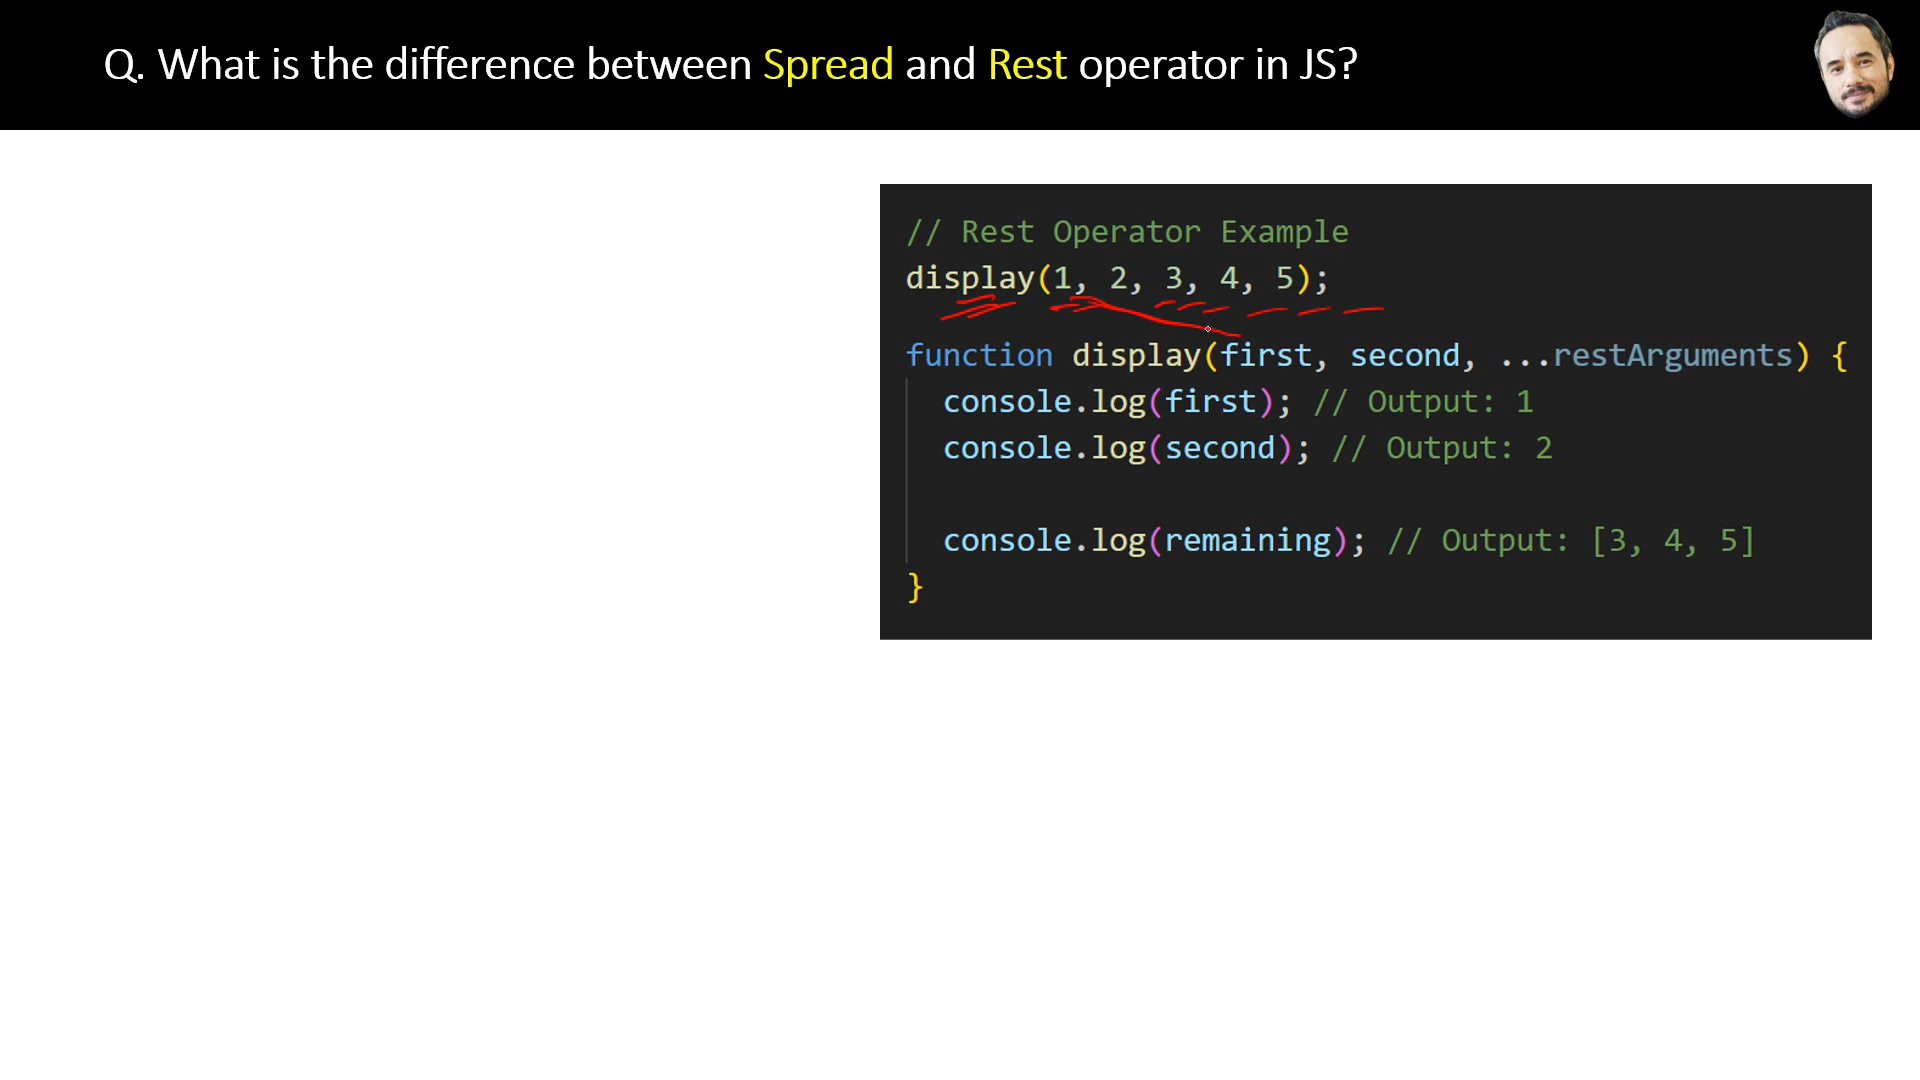 Q. What is the difference between Spread and Rest operator in JS?
// Rest Operator Example
display(1, 2, 3, 4, 5);
function display(first, second, ...restArguments) {
console.log(first); // Output: 1
console.log(second); // Output: 2
console.log(remaining); // Output: [3, 4, 5]
}